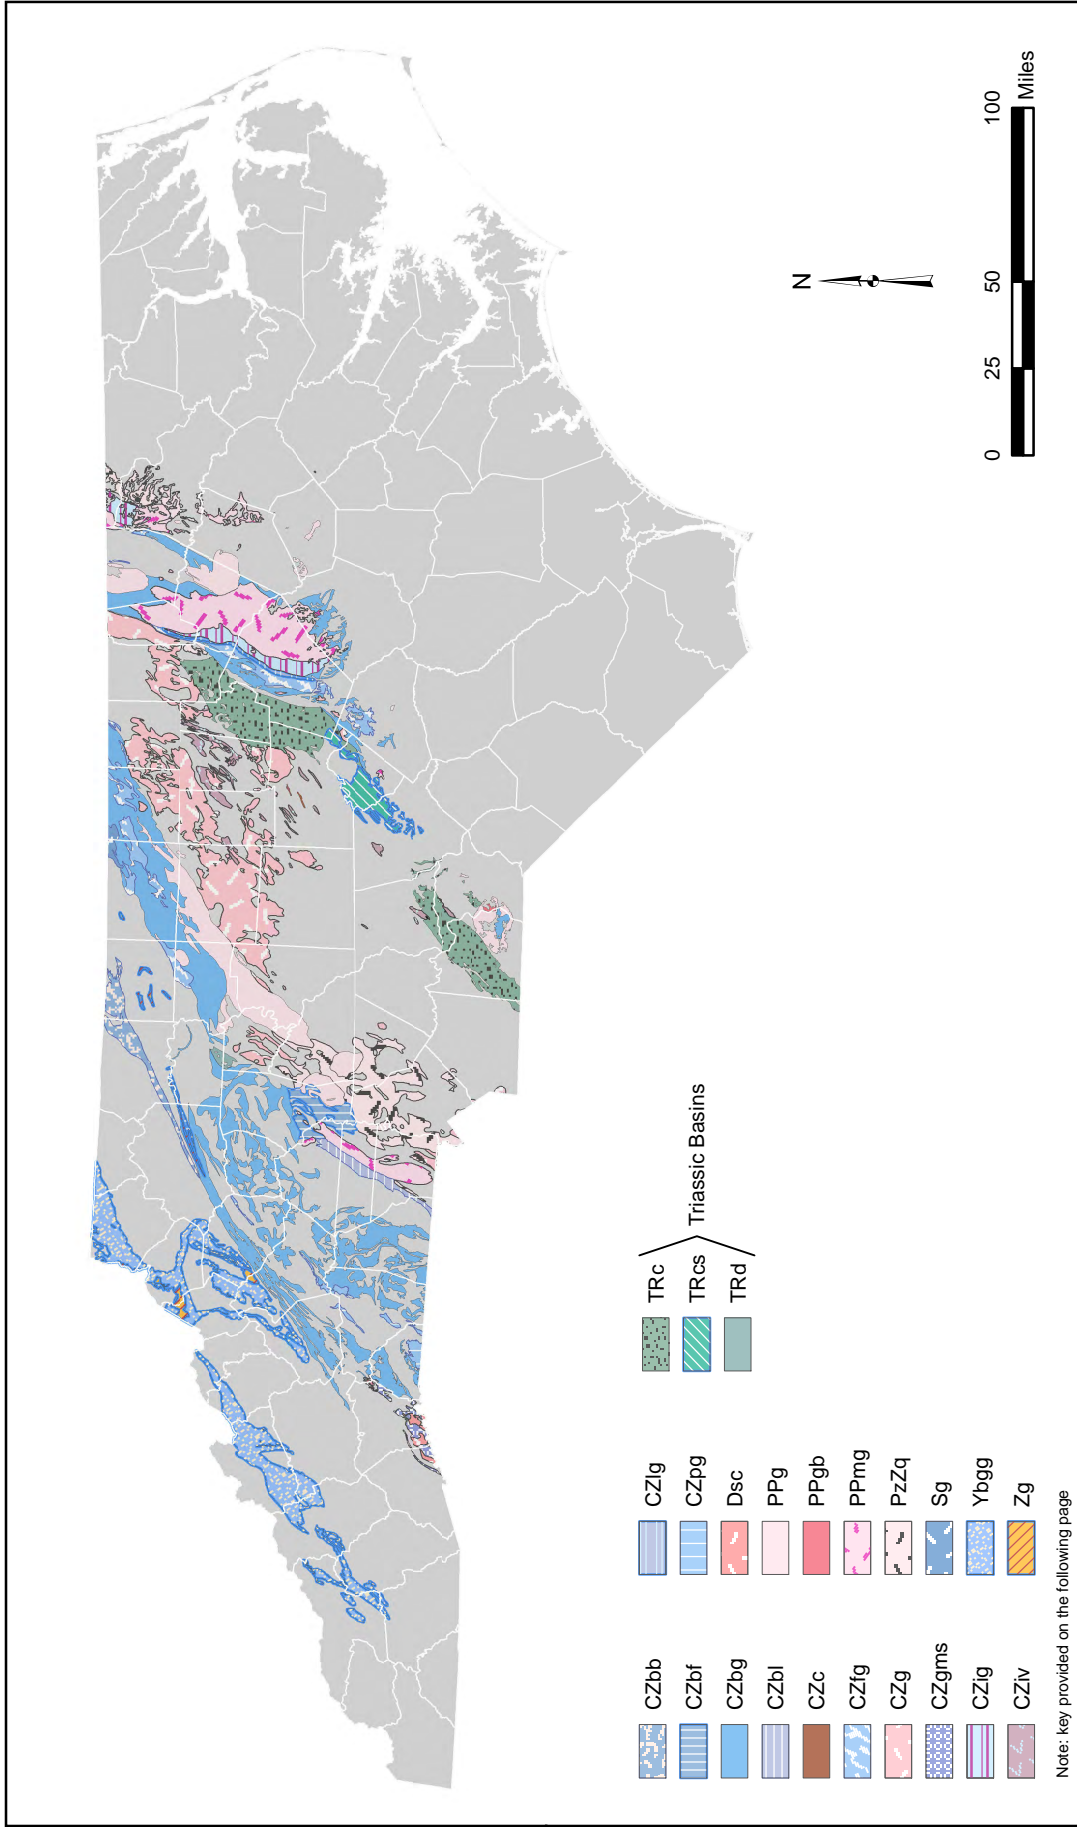 N
0 25 50 100
Miles
CZbb
CZbf
CZbg
CZbl
CZc
CZfg
CZg
CZgms
CZig
CZiv
CZlg
CZpg
Dsc
PPg
PPgb
PPmg
PzZq
Sg
Ybgg
Zg
TRc
TRcs
TRd
Triassic Basins
Note: key provided on the following page